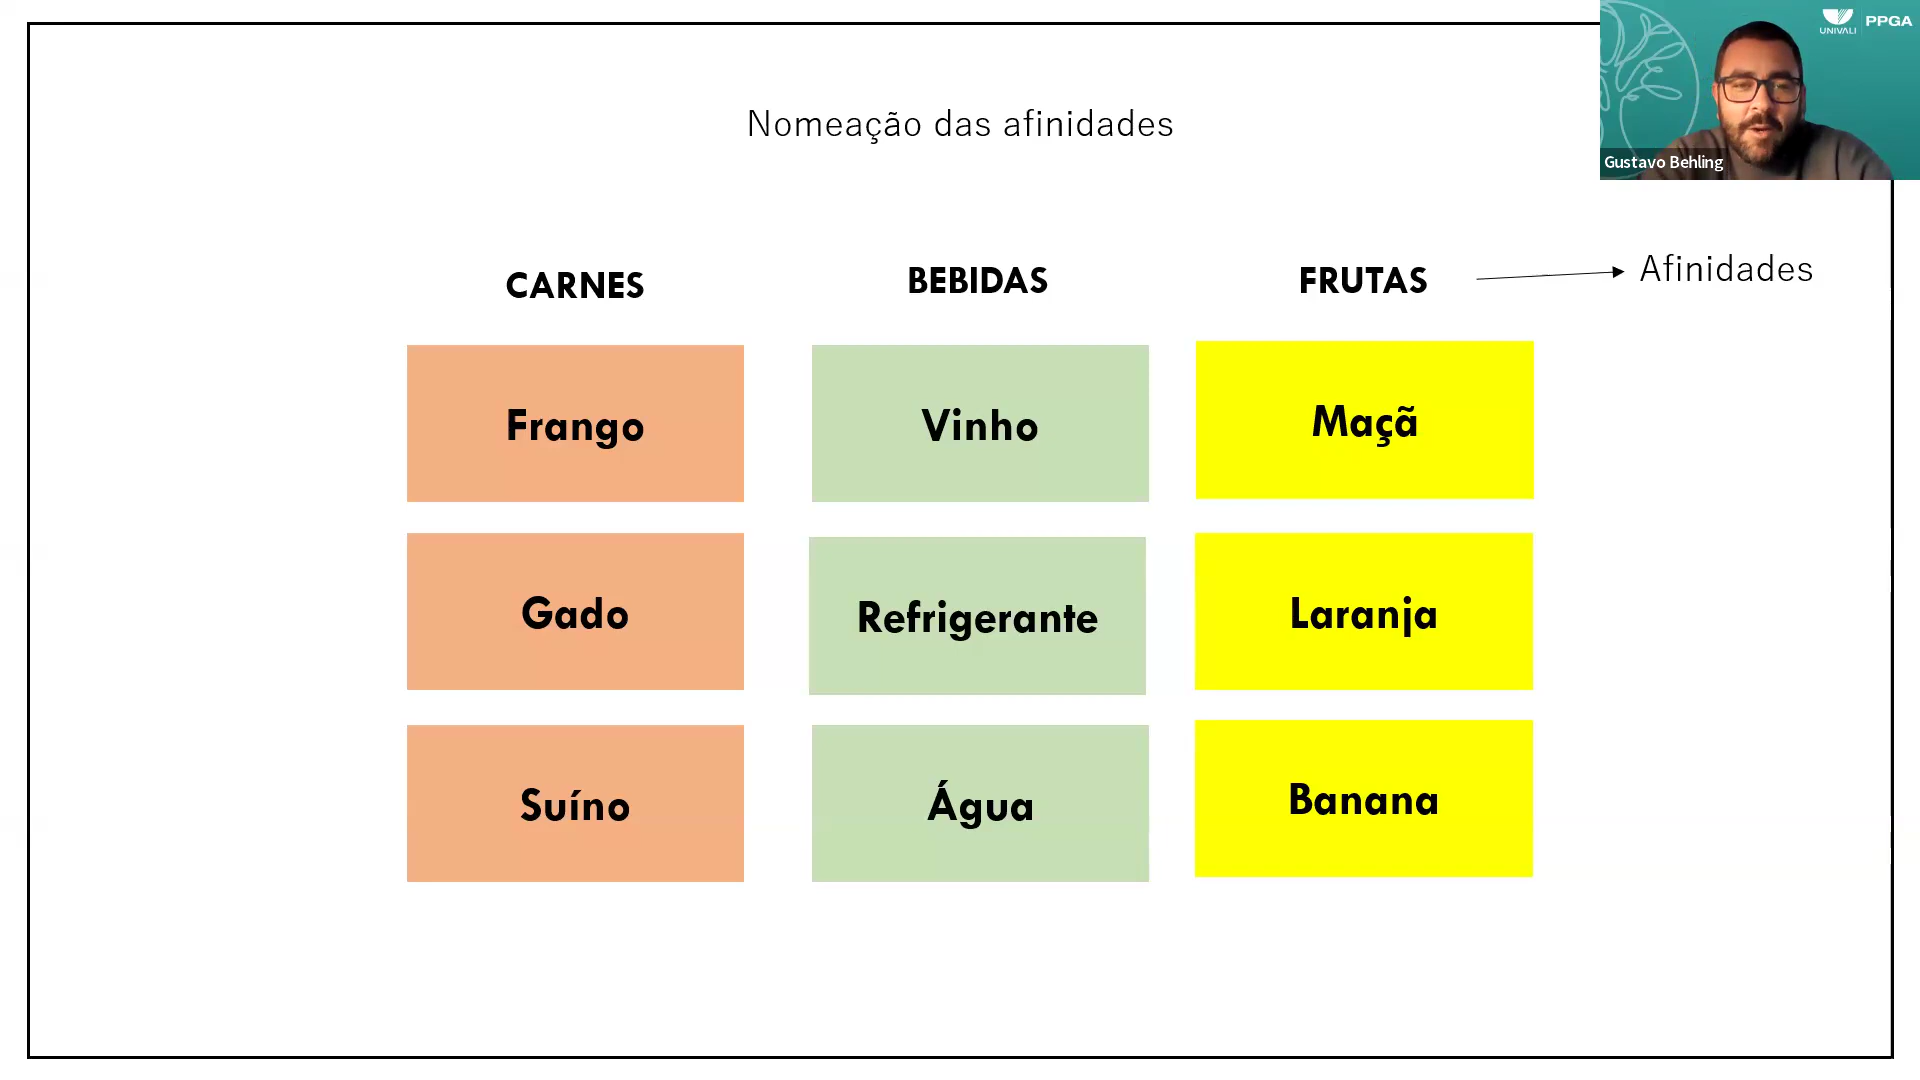 UNIVALI PPGA
Nomeação das afinidades
Gustavo Behling
CARNES BEBIDAS FRUTAS Afinidades
Frango Vinho Maçã
Gado Refrigerante Laranja
Suíno Água Banana